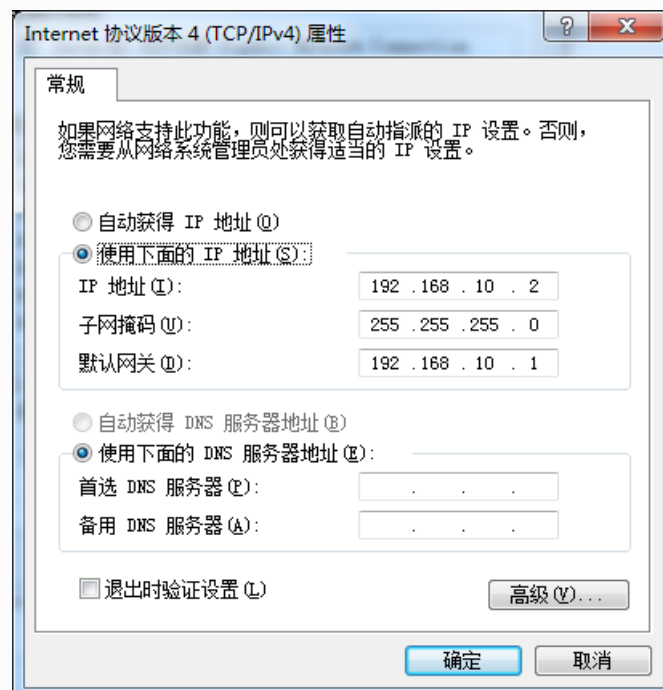 Internet 协议版本 4 (TCP/IPv4) 属性
常规
如果网络支持此功能，则可以获取自动指派的 IP 设置。否则，
您需要从网络系统管理员处获得适当的 IP 设置。
自动获得 IP 地址(O)
使用下面的 IP 地址(S):
IP 地址(I): 192 .168 . 10 . 2
子网掩码(U): 255 .255 .255 . 0
默认网关(D): 192 .168 . 10 . 1
自动获得 DNS 服务器地址(B)
使用下面的 DNS 服务器地址(E):
首选 DNS 服务器(P): . . .
备用 DNS 服务器(A): . . .
退出时验证设置(L)
高级(V)...
确定 取消